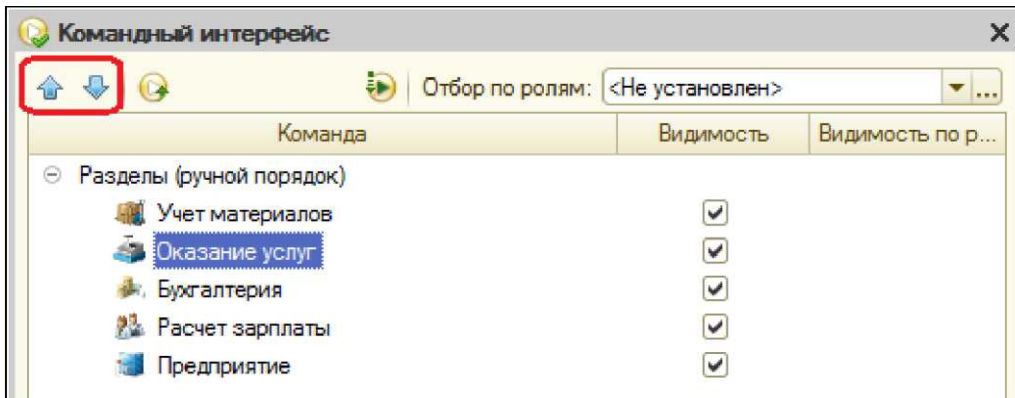 Командный интерфейс
Отбор по ролям: <Не установлен>
Команда Видимость Видимость по р...
Разделы (ручной порядок)
Учет материалов
Оказание услуг
Бухгалтерия
Расчет зарплаты
Предприятие